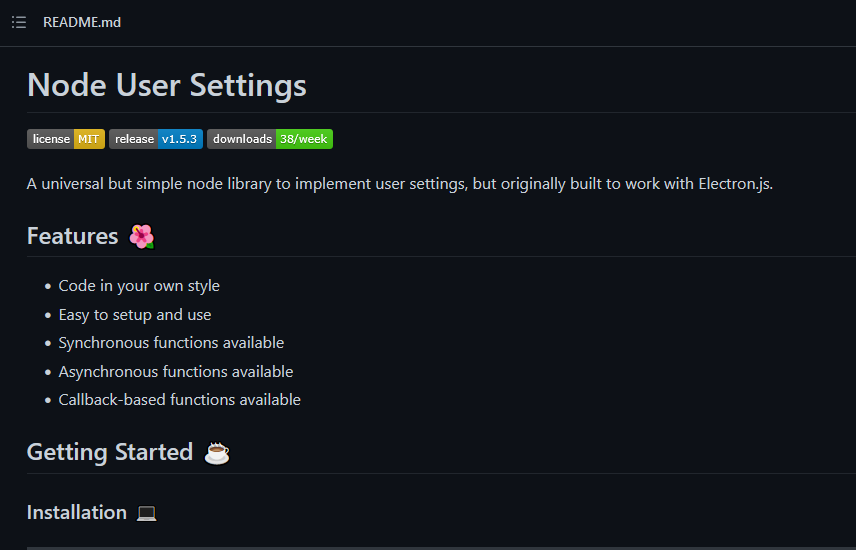 README.md
Node User Settings
license MIT release v1.5.3 downloads 38/week
A universal but simple node library to implement user settings, but originally built to work with Electron.js.
Features
Code in your own style
Easy to setup and use
Synchronous functions available
Asynchronous functions available
Callback-based functions available
Getting Started
Installation